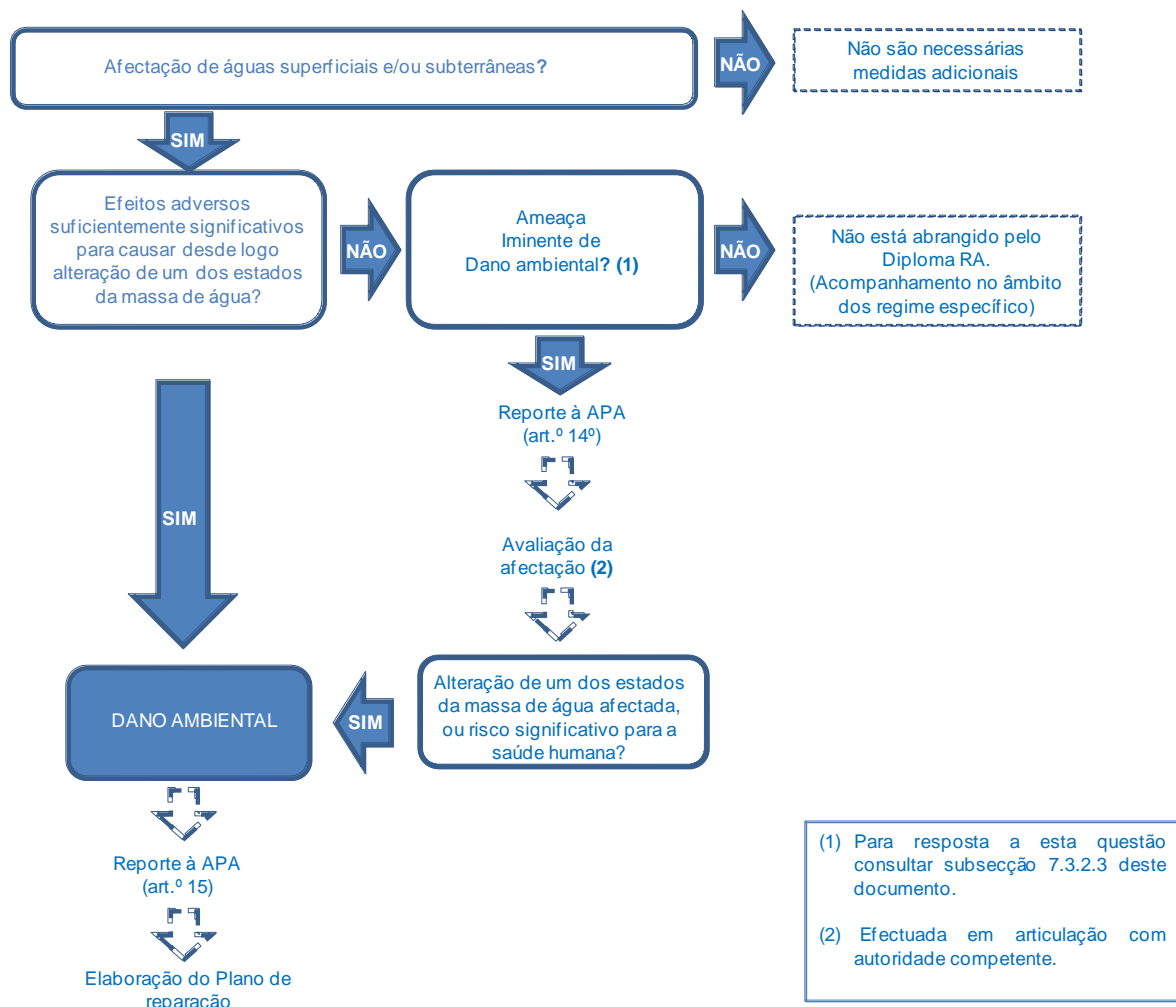 Afectação de águas superficiais e/ou subterrâneas?
NÃO
Não são necessárias
medidas adicionais
SIM
Efeitos adversos
suficientemente significativos
para causar desde logo
alteração de um dos estados
da massa de água?
NÃO
Ameaça
Iminente de
Dano ambiental? (1)
NÃO
Não está abrangido pelo
Diploma RA.
(Acompanhamento no âmbito
dos regime específico)
SIM
Reporte à APA
(art.º 14º)
SIM
Avaliação da
afectação (2)
DANO AMBIENTAL
SIM
Alteração de um dos estados
da massa de água afectada,
ou risco significativo para a
saúde humana?
Reporte à APA
(art.º 15)
Elaboração do Plano de
reparação
(1) Para resposta a esta questão
consultar subsecção 7.3.2.3 deste
documento.
(2) Efectuada em articulação com
autoridade competente.